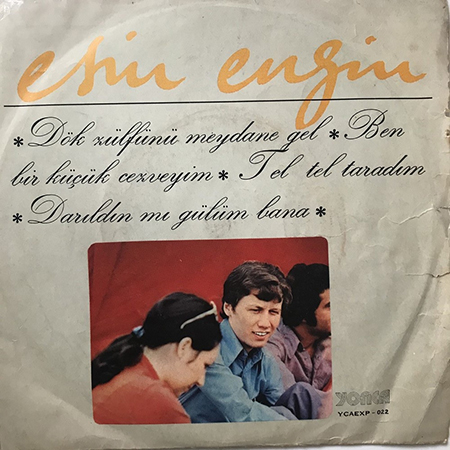 esin engin
* Dök zülfünü meydane gel * Ben
bir küçük cezveyim * Tel tel taradım
* Darıldın mı gülüm bana *
YONCA
YCAEXP - 022